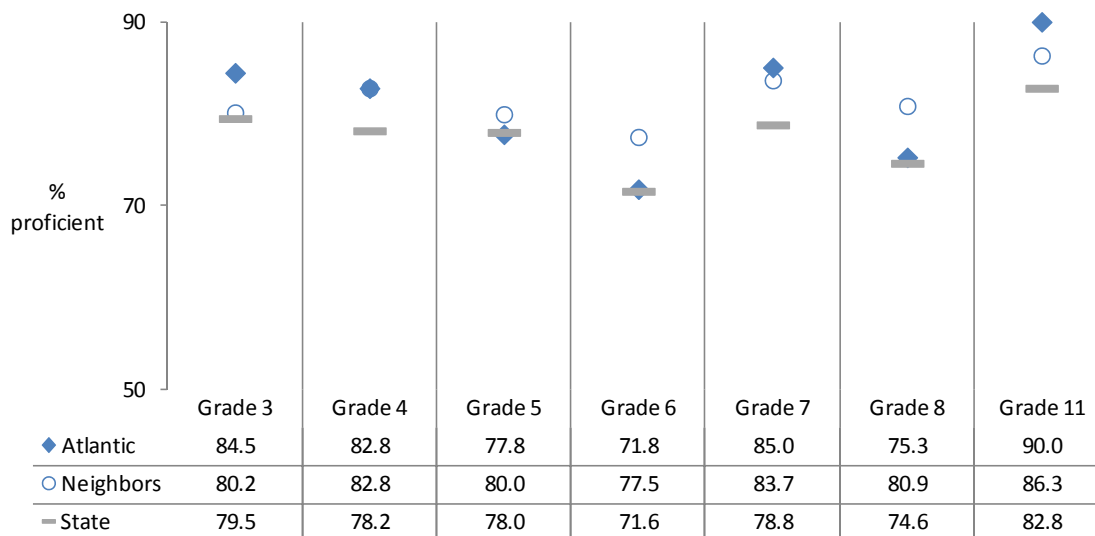 90
70
%
proficient
50
Grade 3 Grade 4 Grade 5 Grade 6 Grade 7 Grade 8 Grade 11
Atlantic 84.5 82.8 77.8 71.8 85.0 75.3 90.0
Neighbors 80.2 82.8 80.0 77.5 83.7 80.9 86.3
State 79.5 78.2 78.0 71.6 78.8 74.6 82.8